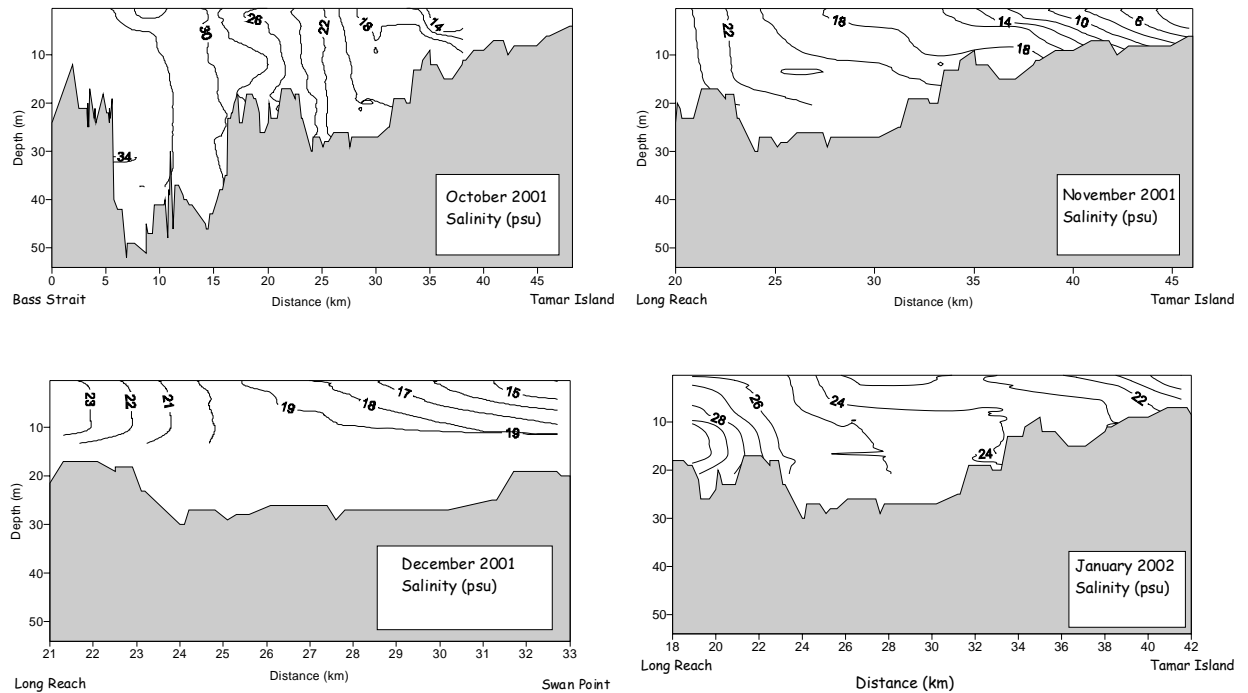 34
30
26
22
18
14
Depth (m)
10
20
30
40
50
October 2001
Salinity (psu)
0 5 10 15 20 25 30 35 40 45
Bass Strait Distance (km) Tamar Island
22
18
14
10
6
18
Depth (m)
10
20
30
40
50
November 2001
Salinity (psu)
20 25 30 35 40 45
Long Reach Distance (km) Tamar Island
23
22
21
19
18
17
15
19
Depth (m)
10
20
30
40
50
December 2001
Salinity (psu)
21 22 23 24 25 26 27 28 29 30 31 32 33
Long Reach Distance (km) Swan Point
28
26
24
22
24
10
20
30
40
50
January 2002
Salinity (psu)
18 20 22 24 26 28 30 32 34 36 38 40 42
Long Reach Distance (km) Tamar Island